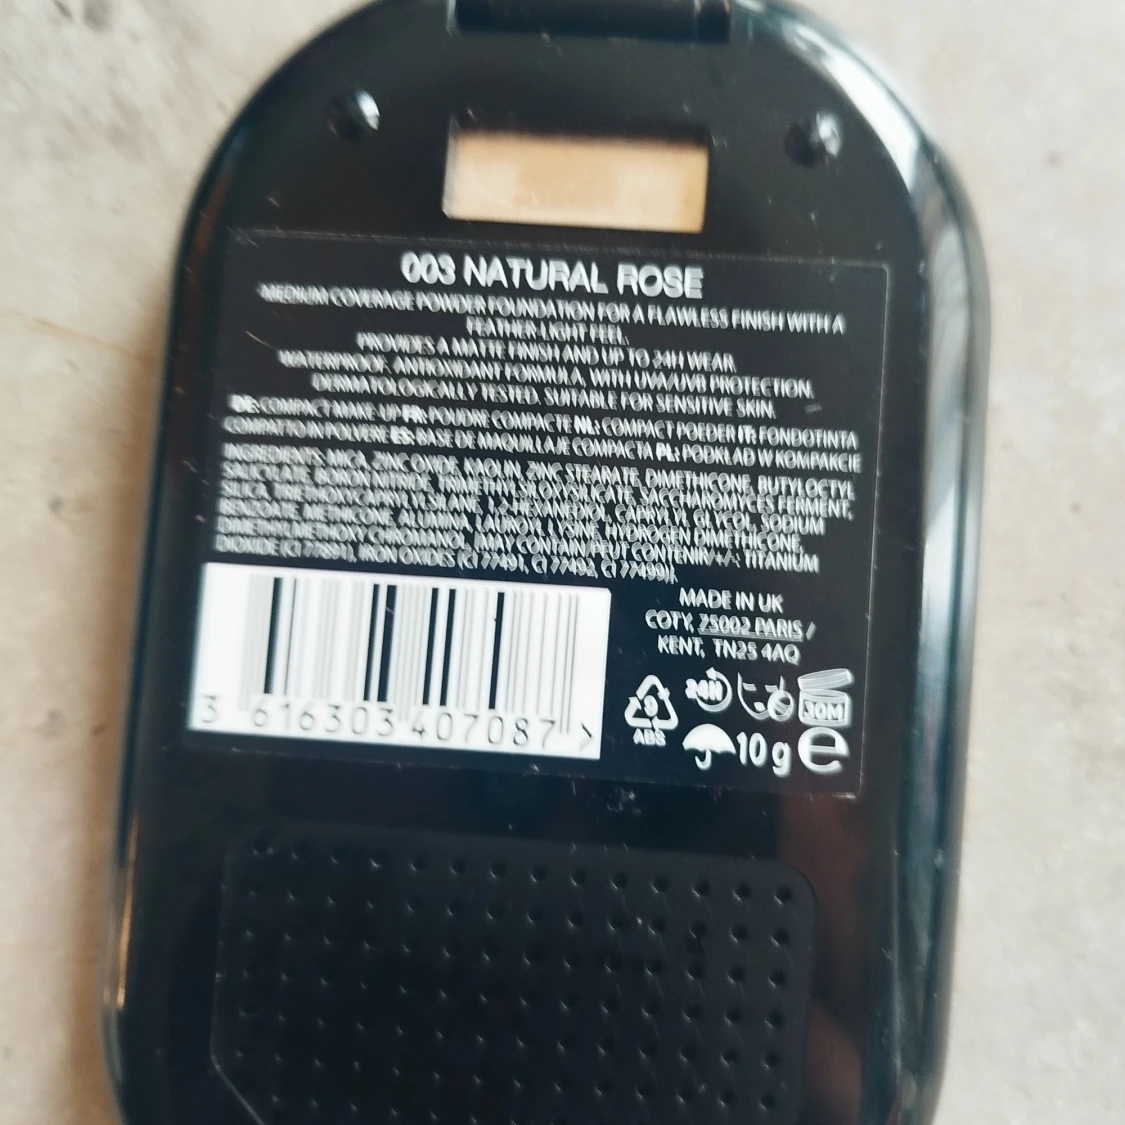 003 NATURAL ROSE
MEDIUM COVERAGE POWDER FOUNDATION FOR A FLAWLESS FINISH WITH A
FEATHER-LIGHT FEEL.
PROVIDES A MATTE FINISH AND UP TO 24H WEAR.
WATERPROOF. ANTIOXIDANT FORMULA, WITH UVA/UVB PROTECTION.
DERMATOLOGICALLY TESTED. SUITABLE FOR SENSITIVE SKIN.
DE: COMPACT MAKE-UP FR: POUDRE COMPACTE NL: COMPACT POEDER IT: FONDOTINTA
COMPATTO IN POLVERE ES: BASE DE MAQUILLAJE COMPACTA PL: PODKŁAD W KOMPAKCIE
INGREDIENTS: MICA, ZINC OXIDE, KAOLIN, ZINC STEARATE, DIMETHICONE, BUTYLOCTYL
SALICYLATE, BORON NITRIDE, TRIMETHYLSILOXYSILICATE, SACCHAROMYCES FERMENT,
SILICA, TRIETHOXYCAPRYLYLSILANE, 1,2-HEXANEDIOL, CAPRYLYL GLYCOL, SODIUM
BENZOATE, METHICONE, ALUMINA, LAUROYL LYSINE, HYDROGEN DIMETHICONE,
DIMETHYLMETHOXY CHROMANOL, [MAY CONTAIN/PEUT CONTENIR/+/-: TITANIUM
DIOXIDE (CI 77891), IRON OXIDES (CI 77491, CI 77492, CI 77499)].
MADE IN UK
COTY, 75002 PARIS /
KENT, TN25 4AQ
3 616303 407087 >
9
ABS
24H
30M
10 g e